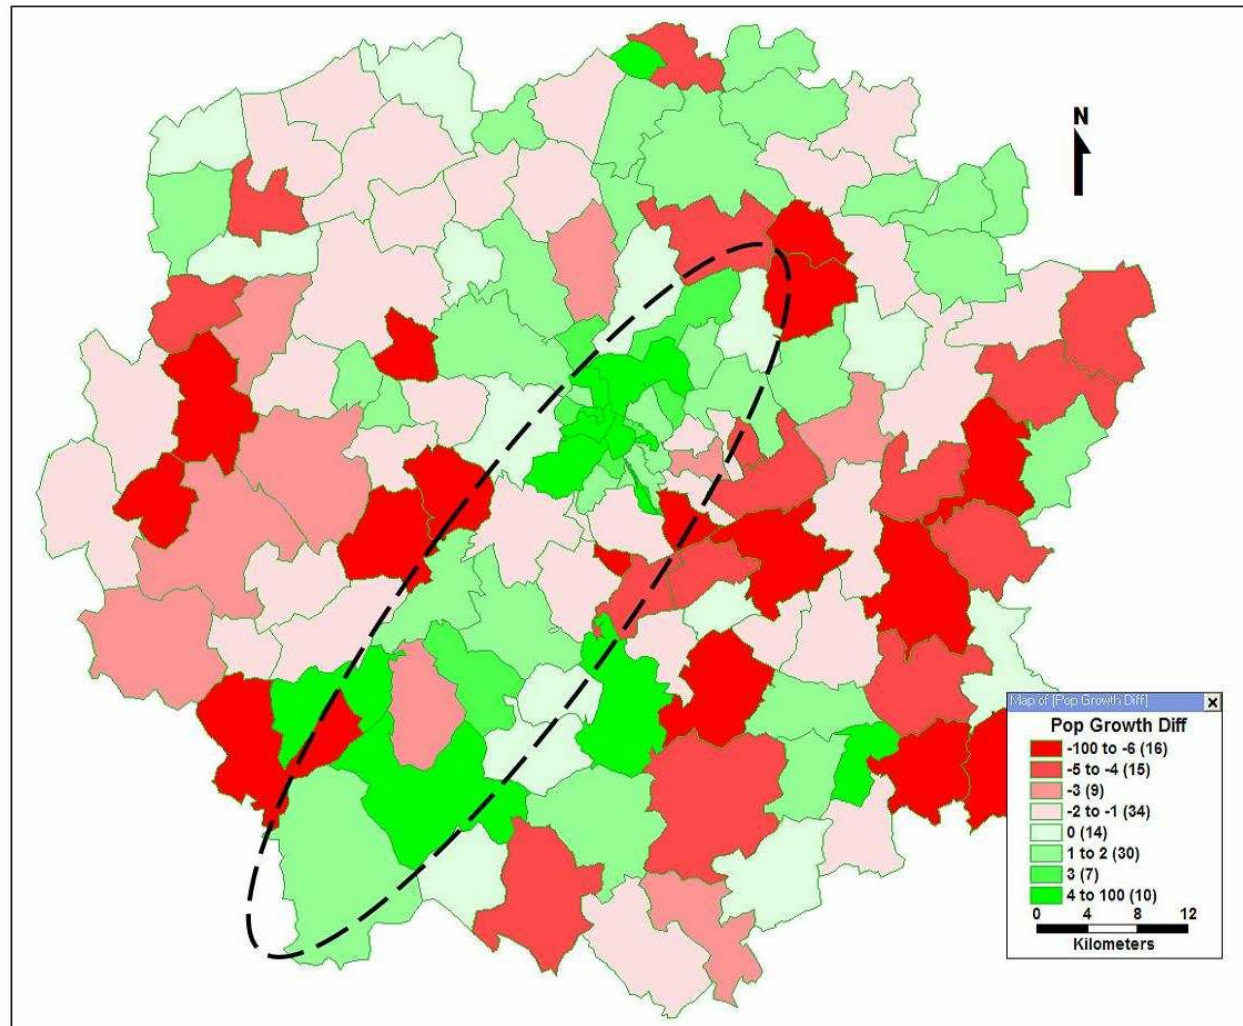 N
Map of [Pop Growth Diff]
Pop Growth Diff
-100 to -6 (16)
-5 to -4 (15)
-3 (9)
-2 to -1 (34)
0 (14)
1 to 2 (30)
3 (7)
4 to 100 (10)
0 4 8 12
Kilometers